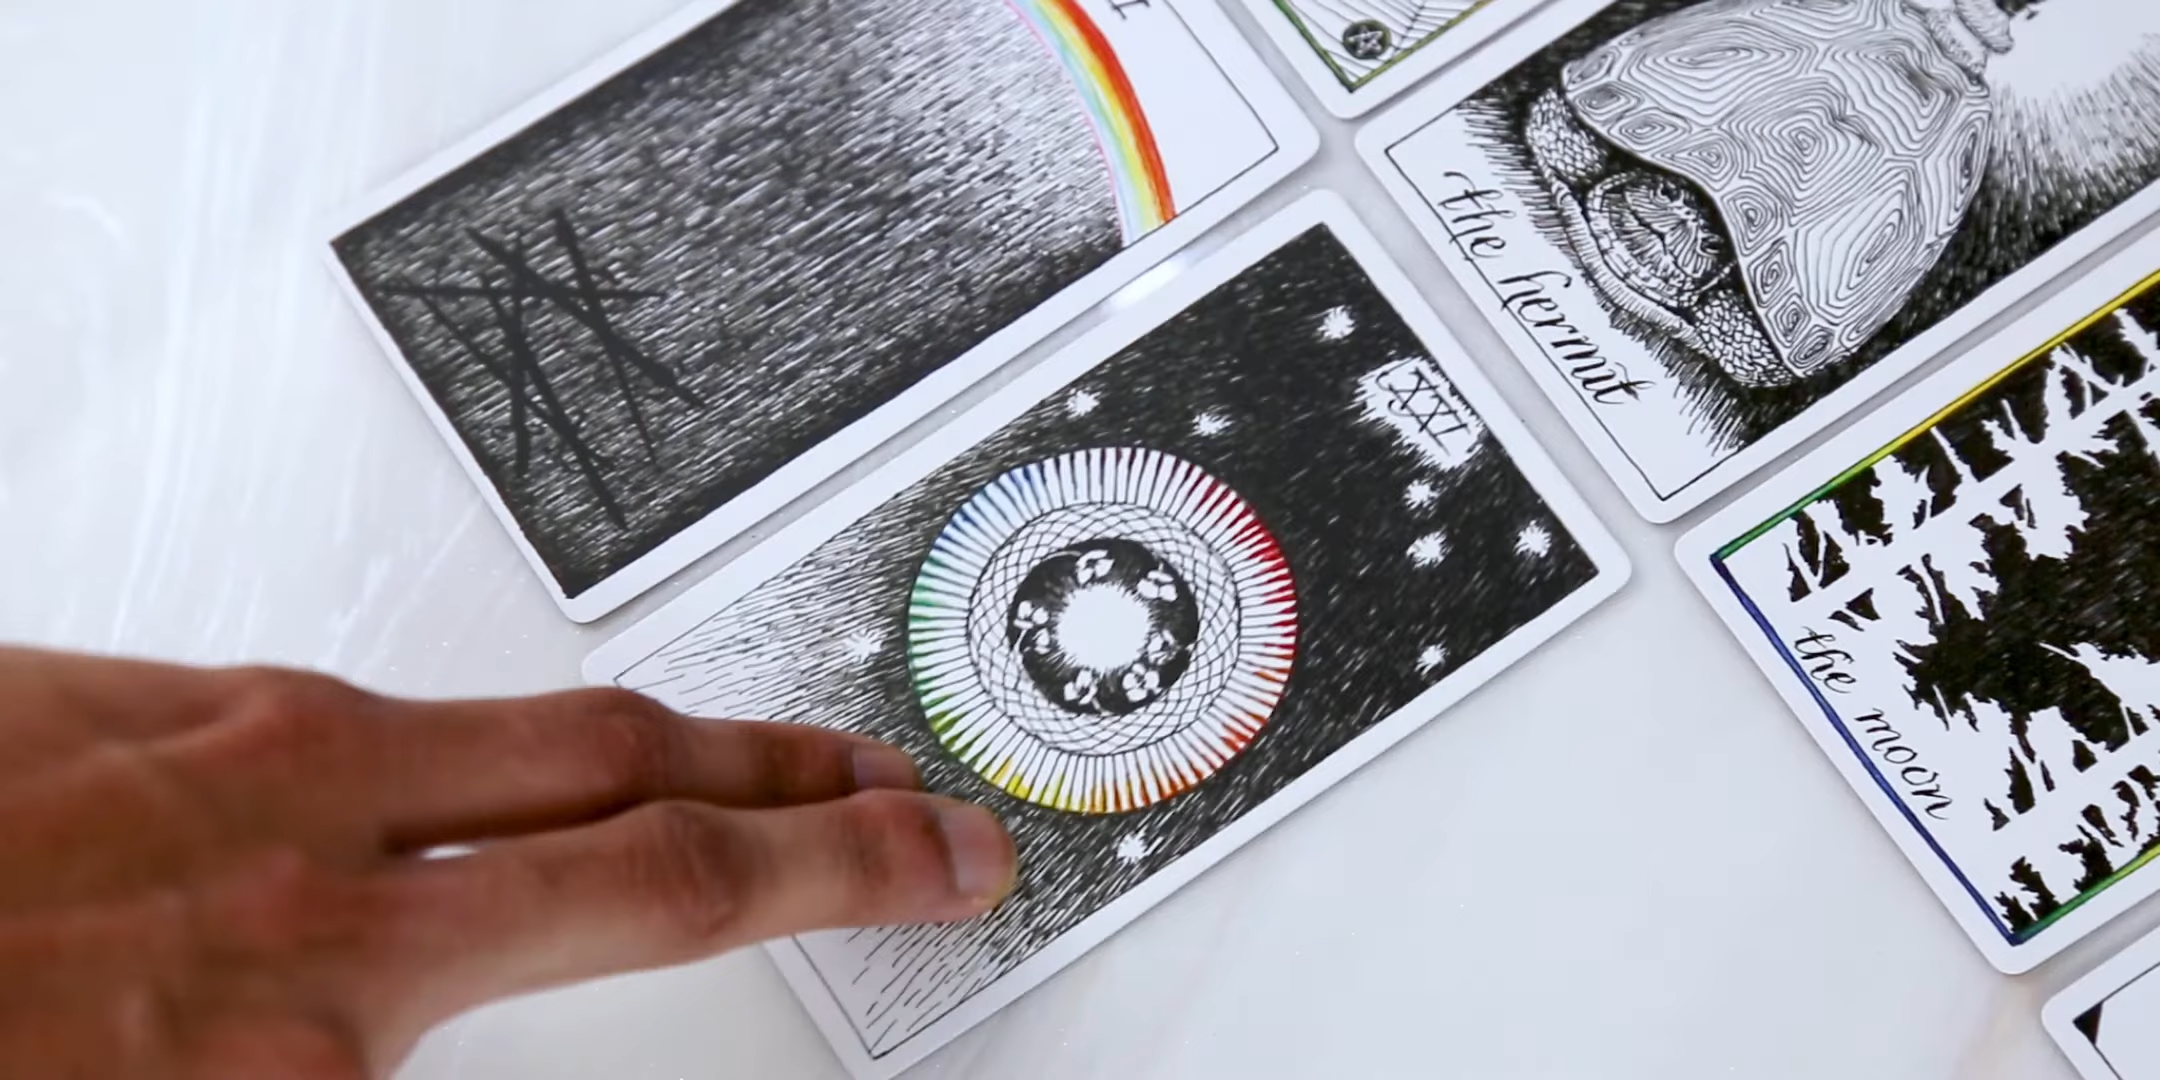 the hermit
XXI
the moon